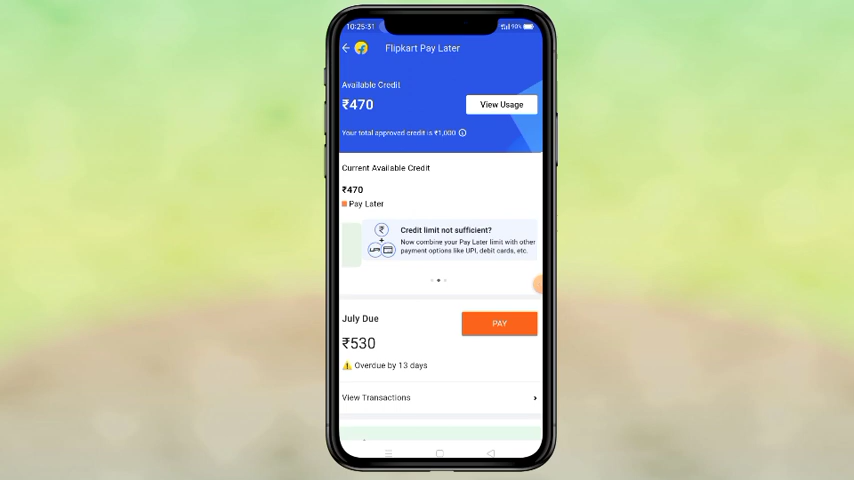 10:25:31
90%
Flipkart Pay Later
Available Credit
₹470
View Usage
Your total approved credit is ₹1,000
Current Available Credit
₹470
Pay Later
Credit limit not sufficient?
Now combine your Pay Later limit with other
payment options like UPI, debit cards, etc.
July Due
PAY
₹530
Overdue by 13 days
View Transactions